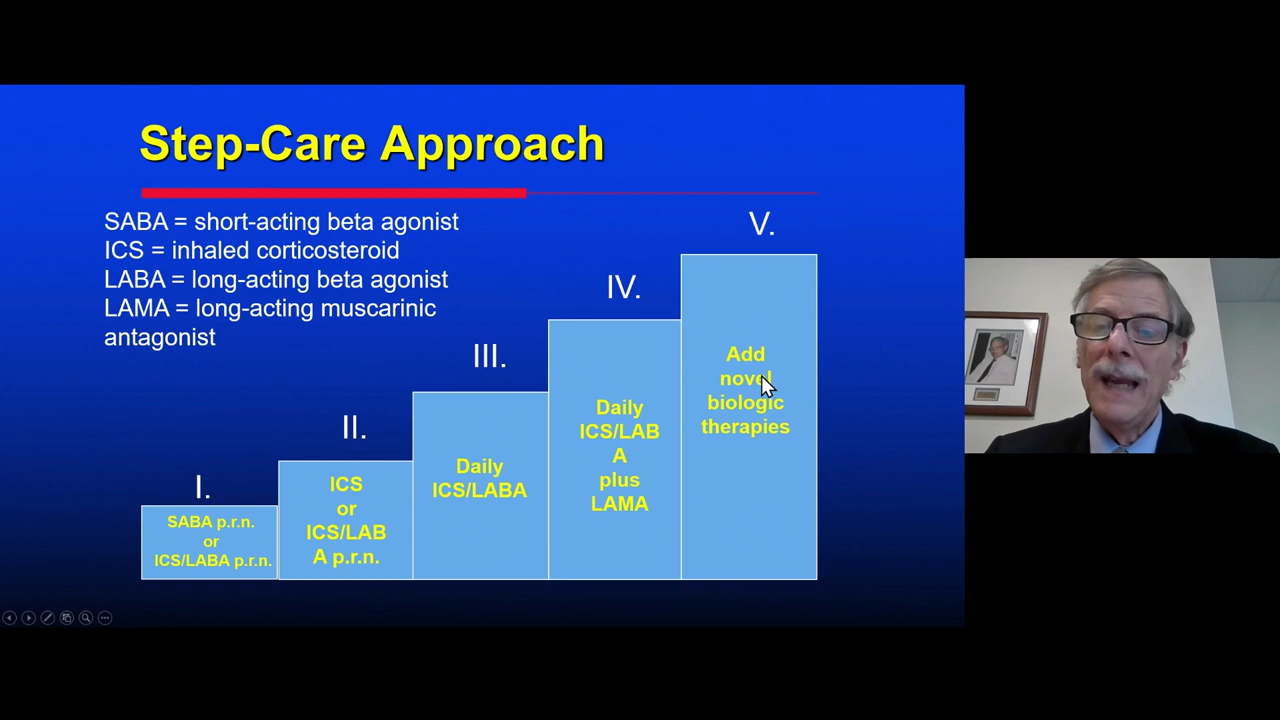 Step-Care Approach
SABA = short-acting beta agonist
ICS = inhaled corticosteroid
LABA = long-acting beta agonist
LAMA = long-acting muscarinic
antagonist
I.
SABA p.r.n.
or
ICS/LABA p.r.n.
II.
ICS
or
ICS/LAB
A p.r.n.
III.
Daily
ICS/LABA
IV.
Daily
ICS/LAB
A
plus
LAMA
V.
Add
novel
biologic
therapies